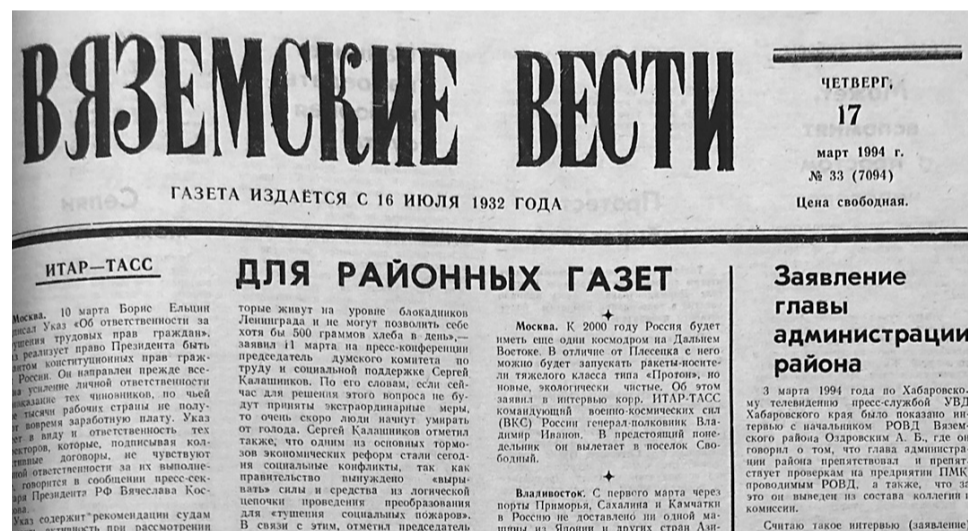 ВЯЗЕМСКИЕ ВЕСТИ
ЧЕТВЕРГ,
17
март 1994 г.
№ 33 (7094)
Цена свободная.
ГАЗЕТА ИЗДАЁТСЯ С 16 ИЮЛЯ 1932 ГОДА
ИТАР—ТАСС
ДЛЯ РАЙОННЫХ ГАЗЕТ
Москва. 10 марта Борис Ельцин
Указ «Об ответственности за
трудовых прав граждан»,
реализует право Президента быть
конституционных прав граж-
России. Он направлен прежде все-
усиление личной ответственности
тех чиновников, по чьей
тысячи рабочих страны не полу-
вовремя заработную плату. Указ
в виду и ответственность тех
которые, подписывая кол-
договоры, не чувствуют
ответственности за их выполне-
говорится в сообщении пресс-сек-
Президента РФ Вячеслава Кос-
Указ содержит рекомендации судам
активность при рассмотрении
торые живут на уровне блокадников
Ленинграда и не могут позволить себе
хотя бы 500 граммов хлеба в день»,—
заявил 11 марта на пресс-конференции
председатель думского комитета по
труду и социальной поддержке Сергей
Калашников. По его словам, если сей-
час для решения этого вопроса не бу-
дут приняты экстраординарные меры,
то очень скоро люди начнут умирать
от голода. Сергей Калашников отметил
также, что одним из основных тормо-
зов экономических реформ стали сегод-
ня социальные конфликты, так как
правительство вынуждено «выры-
вать» силы и средства из логической
цепочки проведения преобразования
для «тушения социальных пожаров».
В связи с этим, отметил председатель
Москва. К 2000 году Россия будет
иметь еще один космодром на Дальнем
Востоке. В отличие от Плесецка с него
можно будет запускать ракеты-носите-
ли тяжелого класса типа «Протон», но
новые, экологически чистые. Об этом
заявил в интервью корр. ИТАР-ТАСС
командующий военно-космических сил
(ВКС) России генерал-полковник Вла-
димир Иванов. В предстоящий поне-
дельник он вылетает в поселок Сво-
бодный.
Владивосток. С первого марта через
порты Приморья, Сахалина и Камчатки
в Россию не доставлено ни одной ма-
шины из Японии и других стран Ази-
Заявление
главы
администрации
района
3 марта 1994 года по Хабаровско-
му телевидению пресс-службой УВД
Хабаровского края было показано ин-
тервью с начальником РОВД Вязем-
ского района Оздровским А. Б., где он
говорил о том, что глава администра-
ции района препятствовал и препят-
ствует проверкам на предприятии ПМК
проводимым РОВД, а также, что за
это он выведен из состава коллегии и
комиссии.
Считаю такое интервью (заявление